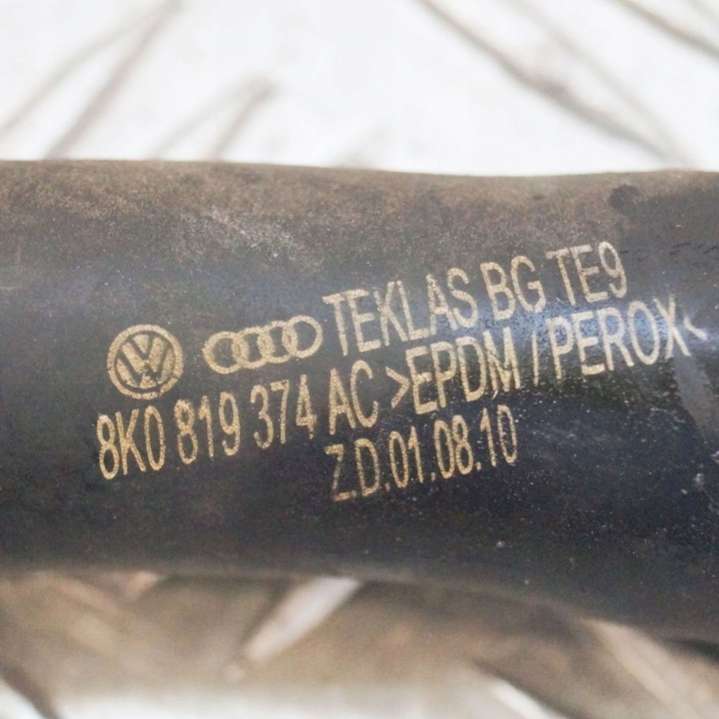 TEKLAS BG TE9
8K0 819 374 AC >EPDM / PEROX<
Z.D.01.08.10